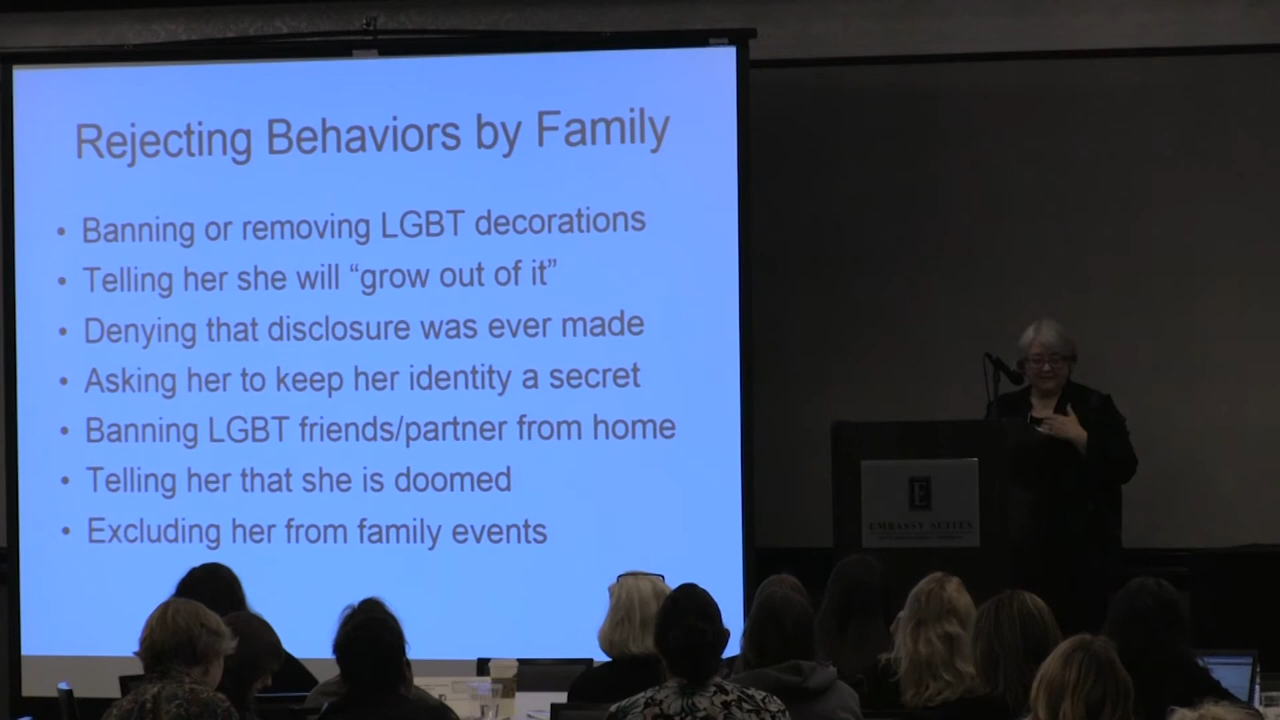 Rejecting Behaviors by Family
• Banning or removing LGBT decorations
• Telling her she will “grow out of it”
• Denying that disclosure was ever made
• Asking her to keep her identity a secret
• Banning LGBT friends/partner from home
• Telling her that she is doomed
• Excluding her from family events
E
EMBASSY SUITES